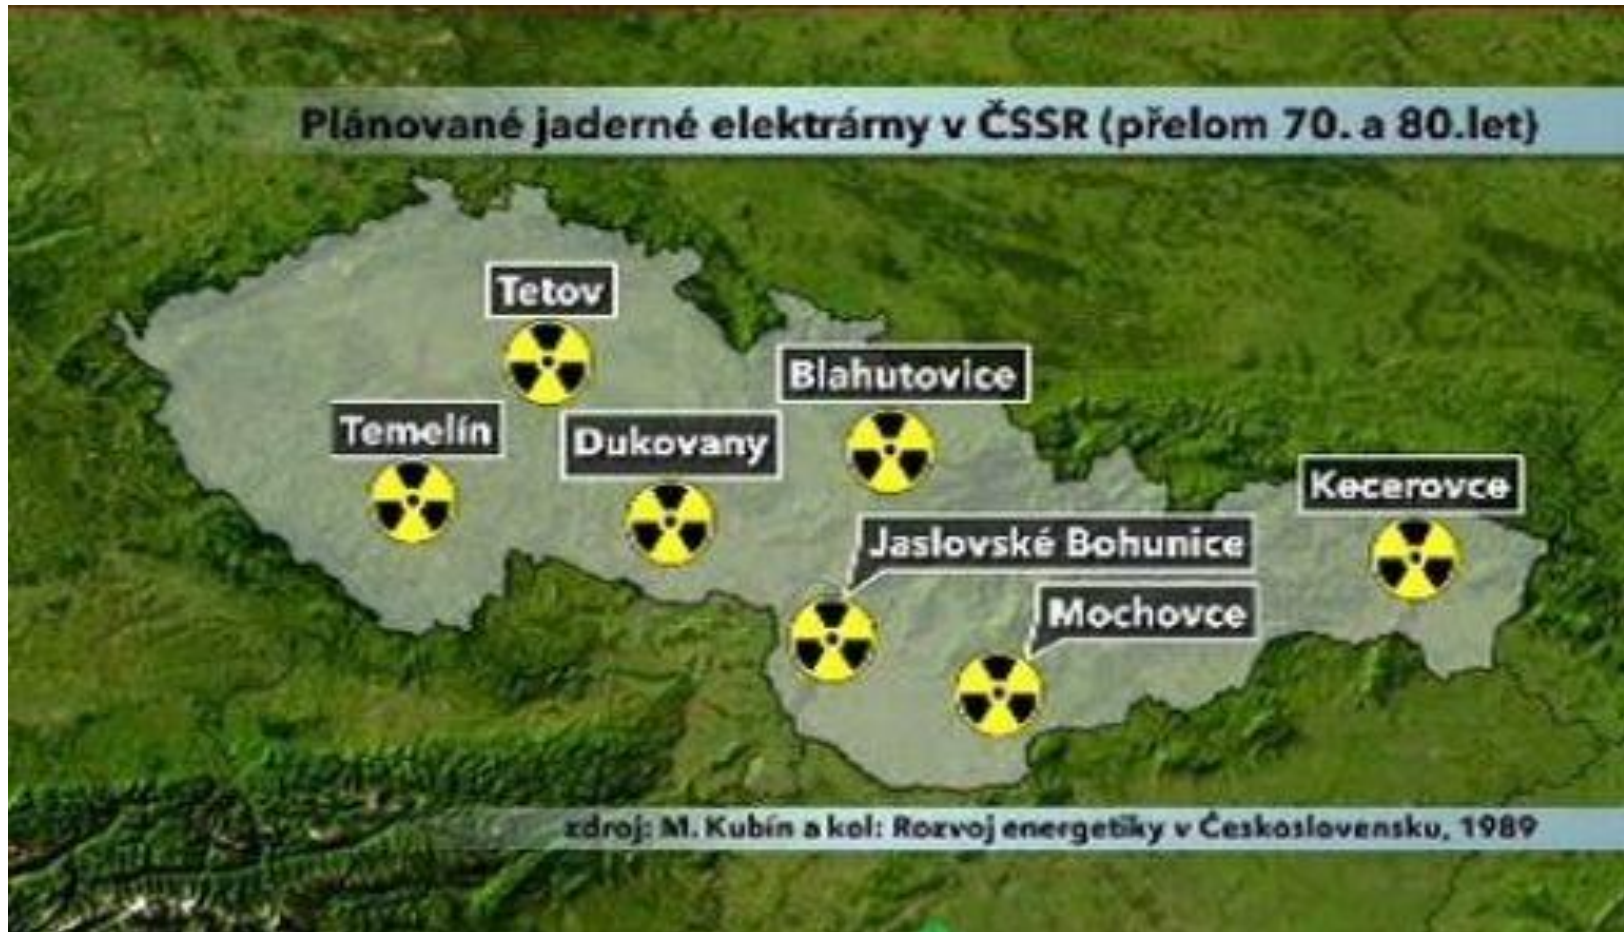 Plánované jaderné elektrárny v ČSSR (přelom 70. a 80.let)
Tetov
Blahutovice
Temelín
Dukovany
Kecerovce
Jaslovské Bohunice
Mochovce
zdroj: M. Kubín a kol: Rozvoj energetiky v Československu, 1989